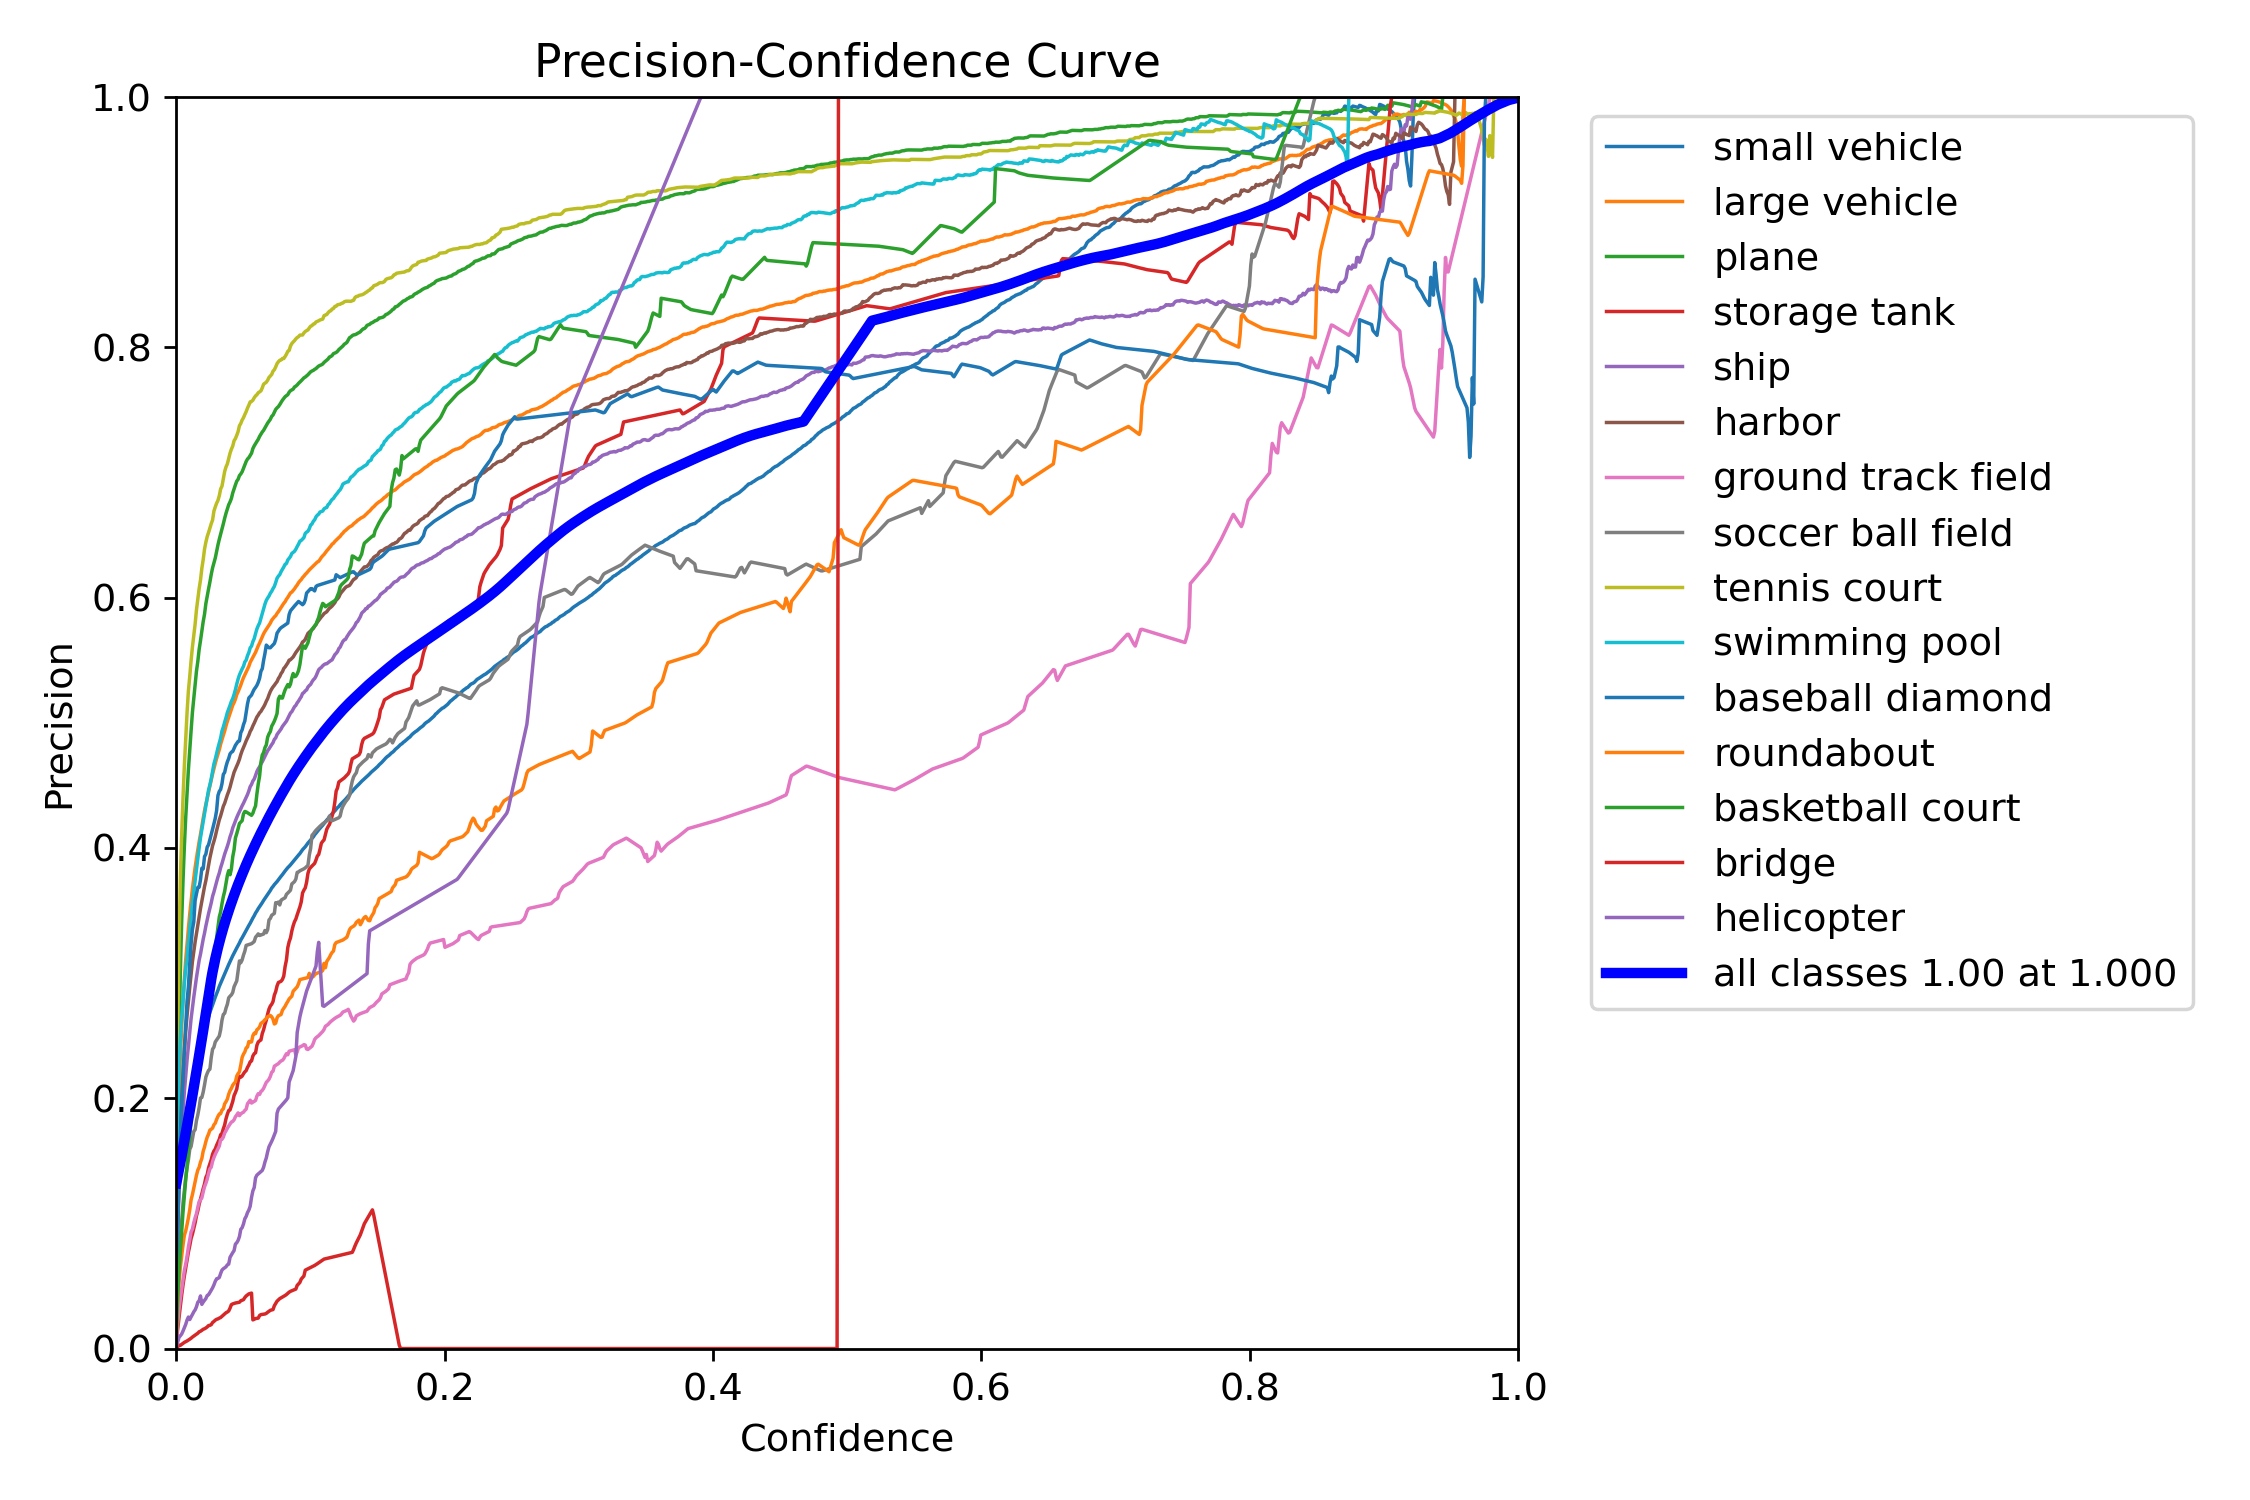 Precision-Confidence Curve
1.0
0.8
0.6
0.4
0.2
0.0
Precision
0.0 0.2 0.4 0.6 0.8 1.0
Confidence
small vehicle
large vehicle
plane
storage tank
ship
harbor
ground track field
soccer ball field
tennis court
swimming pool
baseball diamond
roundabout
basketball court
bridge
helicopter
all classes 1.00 at 1.000